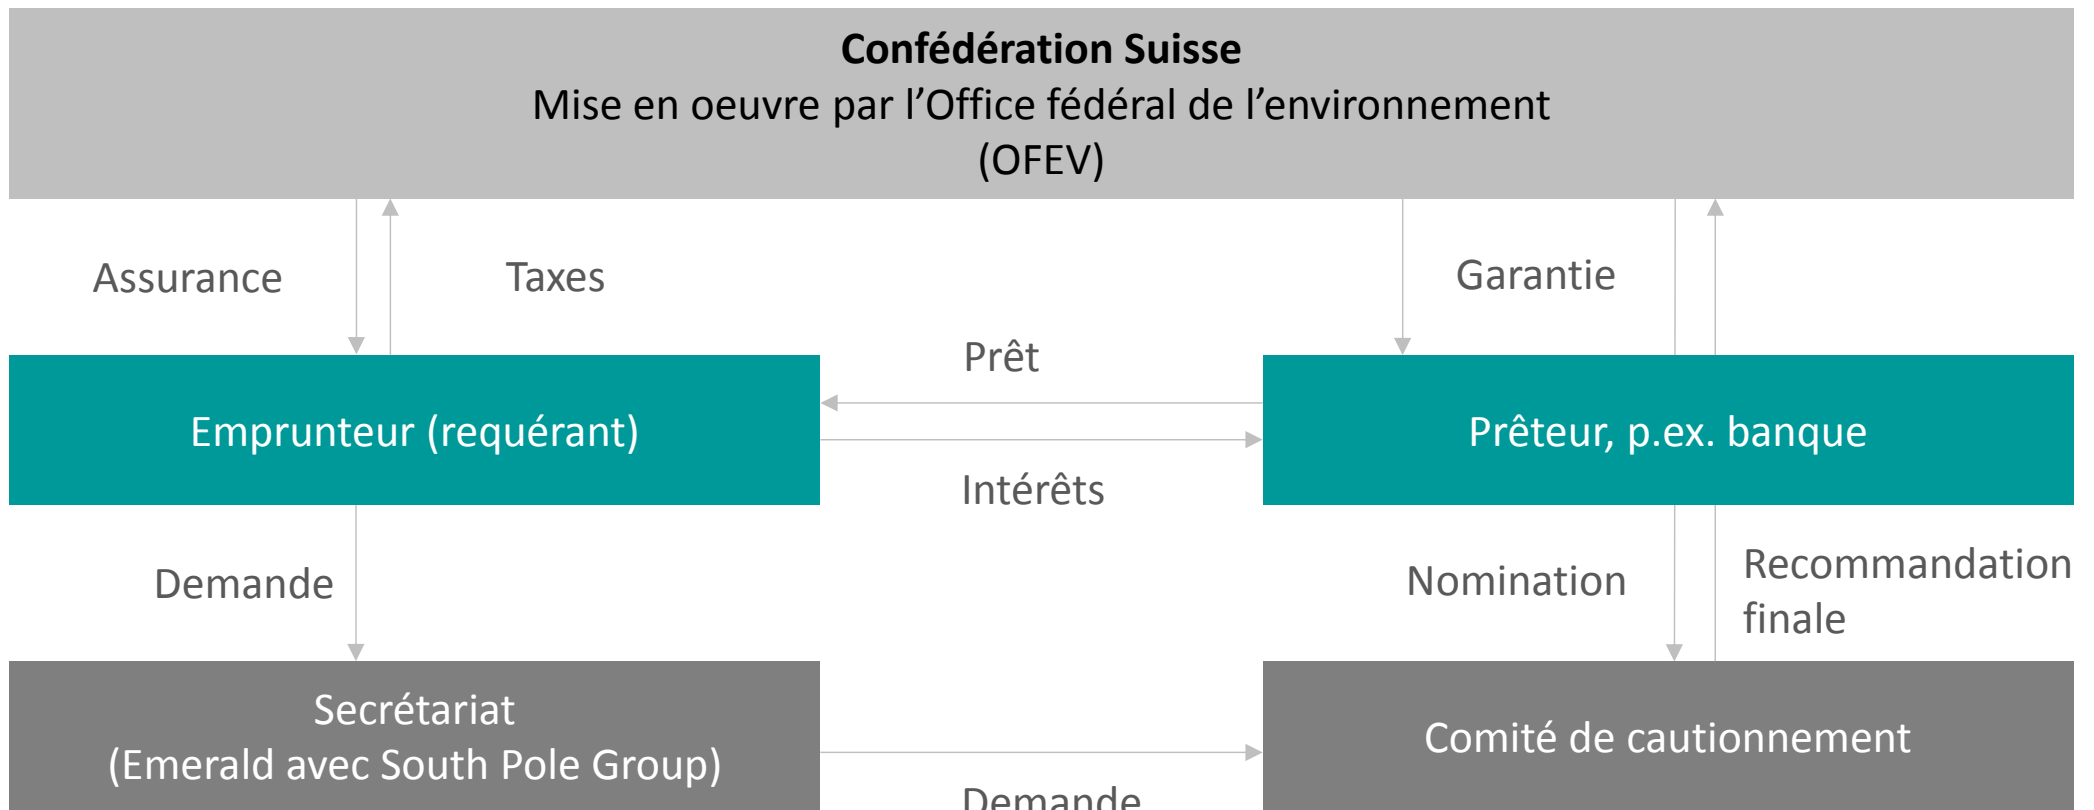 Confédération Suisse
Mise en oeuvre par l’Office fédéral de l’environnement
(OFEV)
Assurance
Taxes
Garantie
Prêt
Emprunteur (requérant)
Prêteur, p.ex. banque
Intérêts
Demande
Nomination
Recommandation
finale
Secrétariat
(Emerald avec South Pole Group)
Comité de cautionnement
Demande